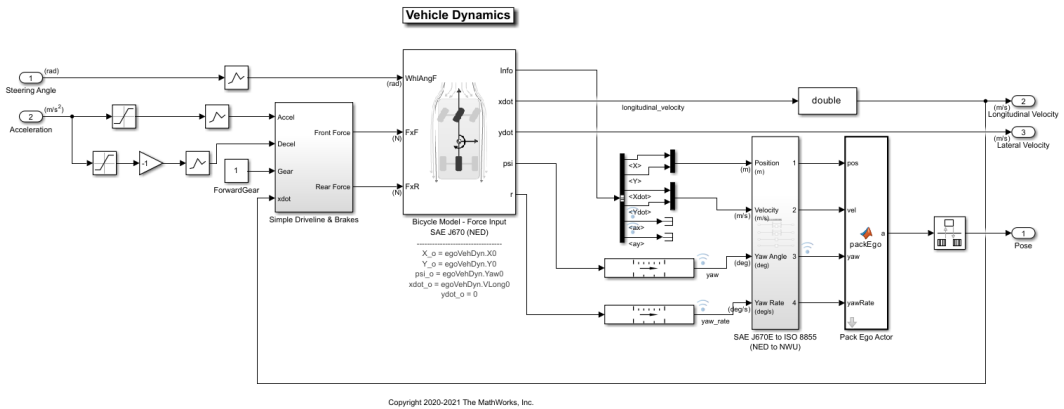 Vehicle Dynamics
1
(rad)
Steering Angle
2
(m/s²)
Acceleration
-1
1
ForwardGear
Accel
Decel
Gear
xdot
Front Force
Rear Force
Simple Driveline & Brakes
WhlAngF
(rad)
FxF
(N)
FxR
(N)
Info
xdot
ydot
psi
r
Bicycle Model - Force Input
SAE J670 (NED)
X_o = egoVehDyn.X0
Y_o = egoVehDyn.Y0
psi_o = egoVehDyn.Yaw0
xdot_o = egoVehDyn.VLong0
ydot_o = 0
longitudinal_velocity
double
(m/s)
2
Longitudinal Velocity
(m/s)
3
Lateral Velocity
<X>
<Y>
<Xdot>
<Ydot>
<ax>
<ay>
yaw
yaw_rate
(m)
Position
(m)
1
(m/s)
Velocity
(m/s)
2
(deg)
Yaw Angle
(deg)
3
(deg/s)
Yaw Rate
(deg/s)
4
SAE J670E to ISO 8855
(NED to NWU)
pos
vel
yaw
yawRate
packEgo
a
Pack Ego Actor
1
Pose
Copyright 2020-2021 The MathWorks, Inc.